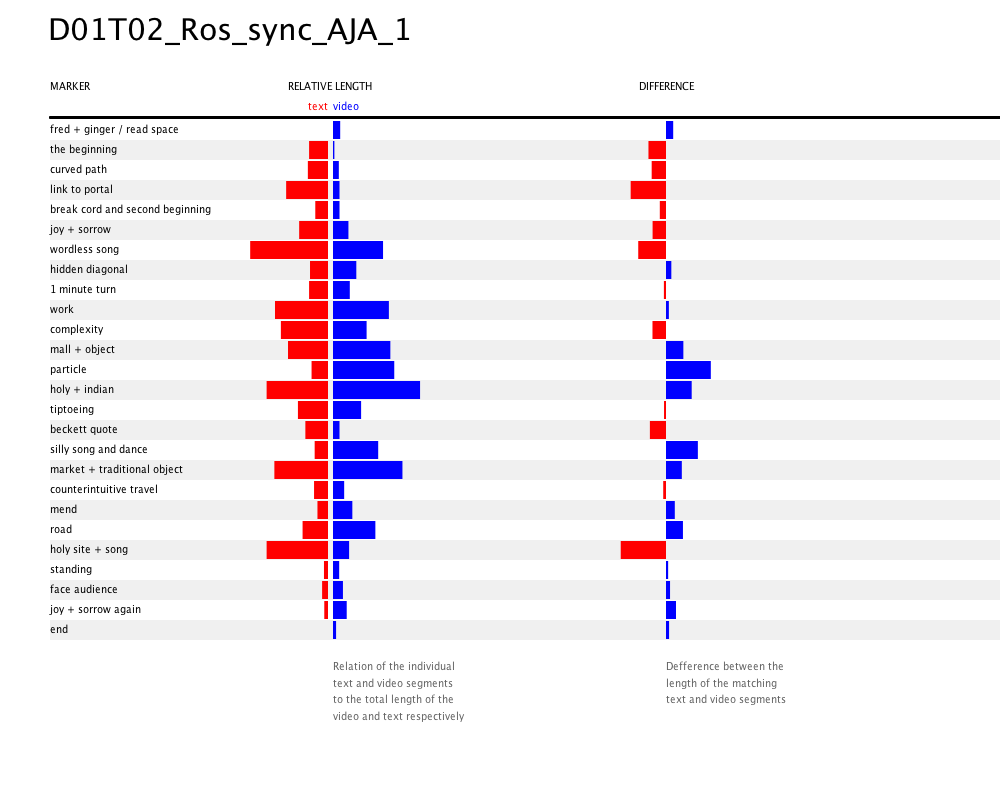 D01T02_Ros_sync_AJA_1
MARKER RELATIVE LENGTH DIFFERENCE
text video
fred + ginger / read space
the beginning
curved path
link to portal
break cord and second beginning
joy + sorrow
wordless song
hidden diagonal
1 minute turn
work
complexity
mall + object
particle
holy + indian
tiptoeing
beckett quote
silly song and dance
market + traditional object
counterintuitive travel
mend
road
holy site + song
standing
face audience
joy + sorrow again
end
Relation of the individual
text and video segments
to the total length of the
video and text respectively
Defference between the
length of the matching
text and video segments